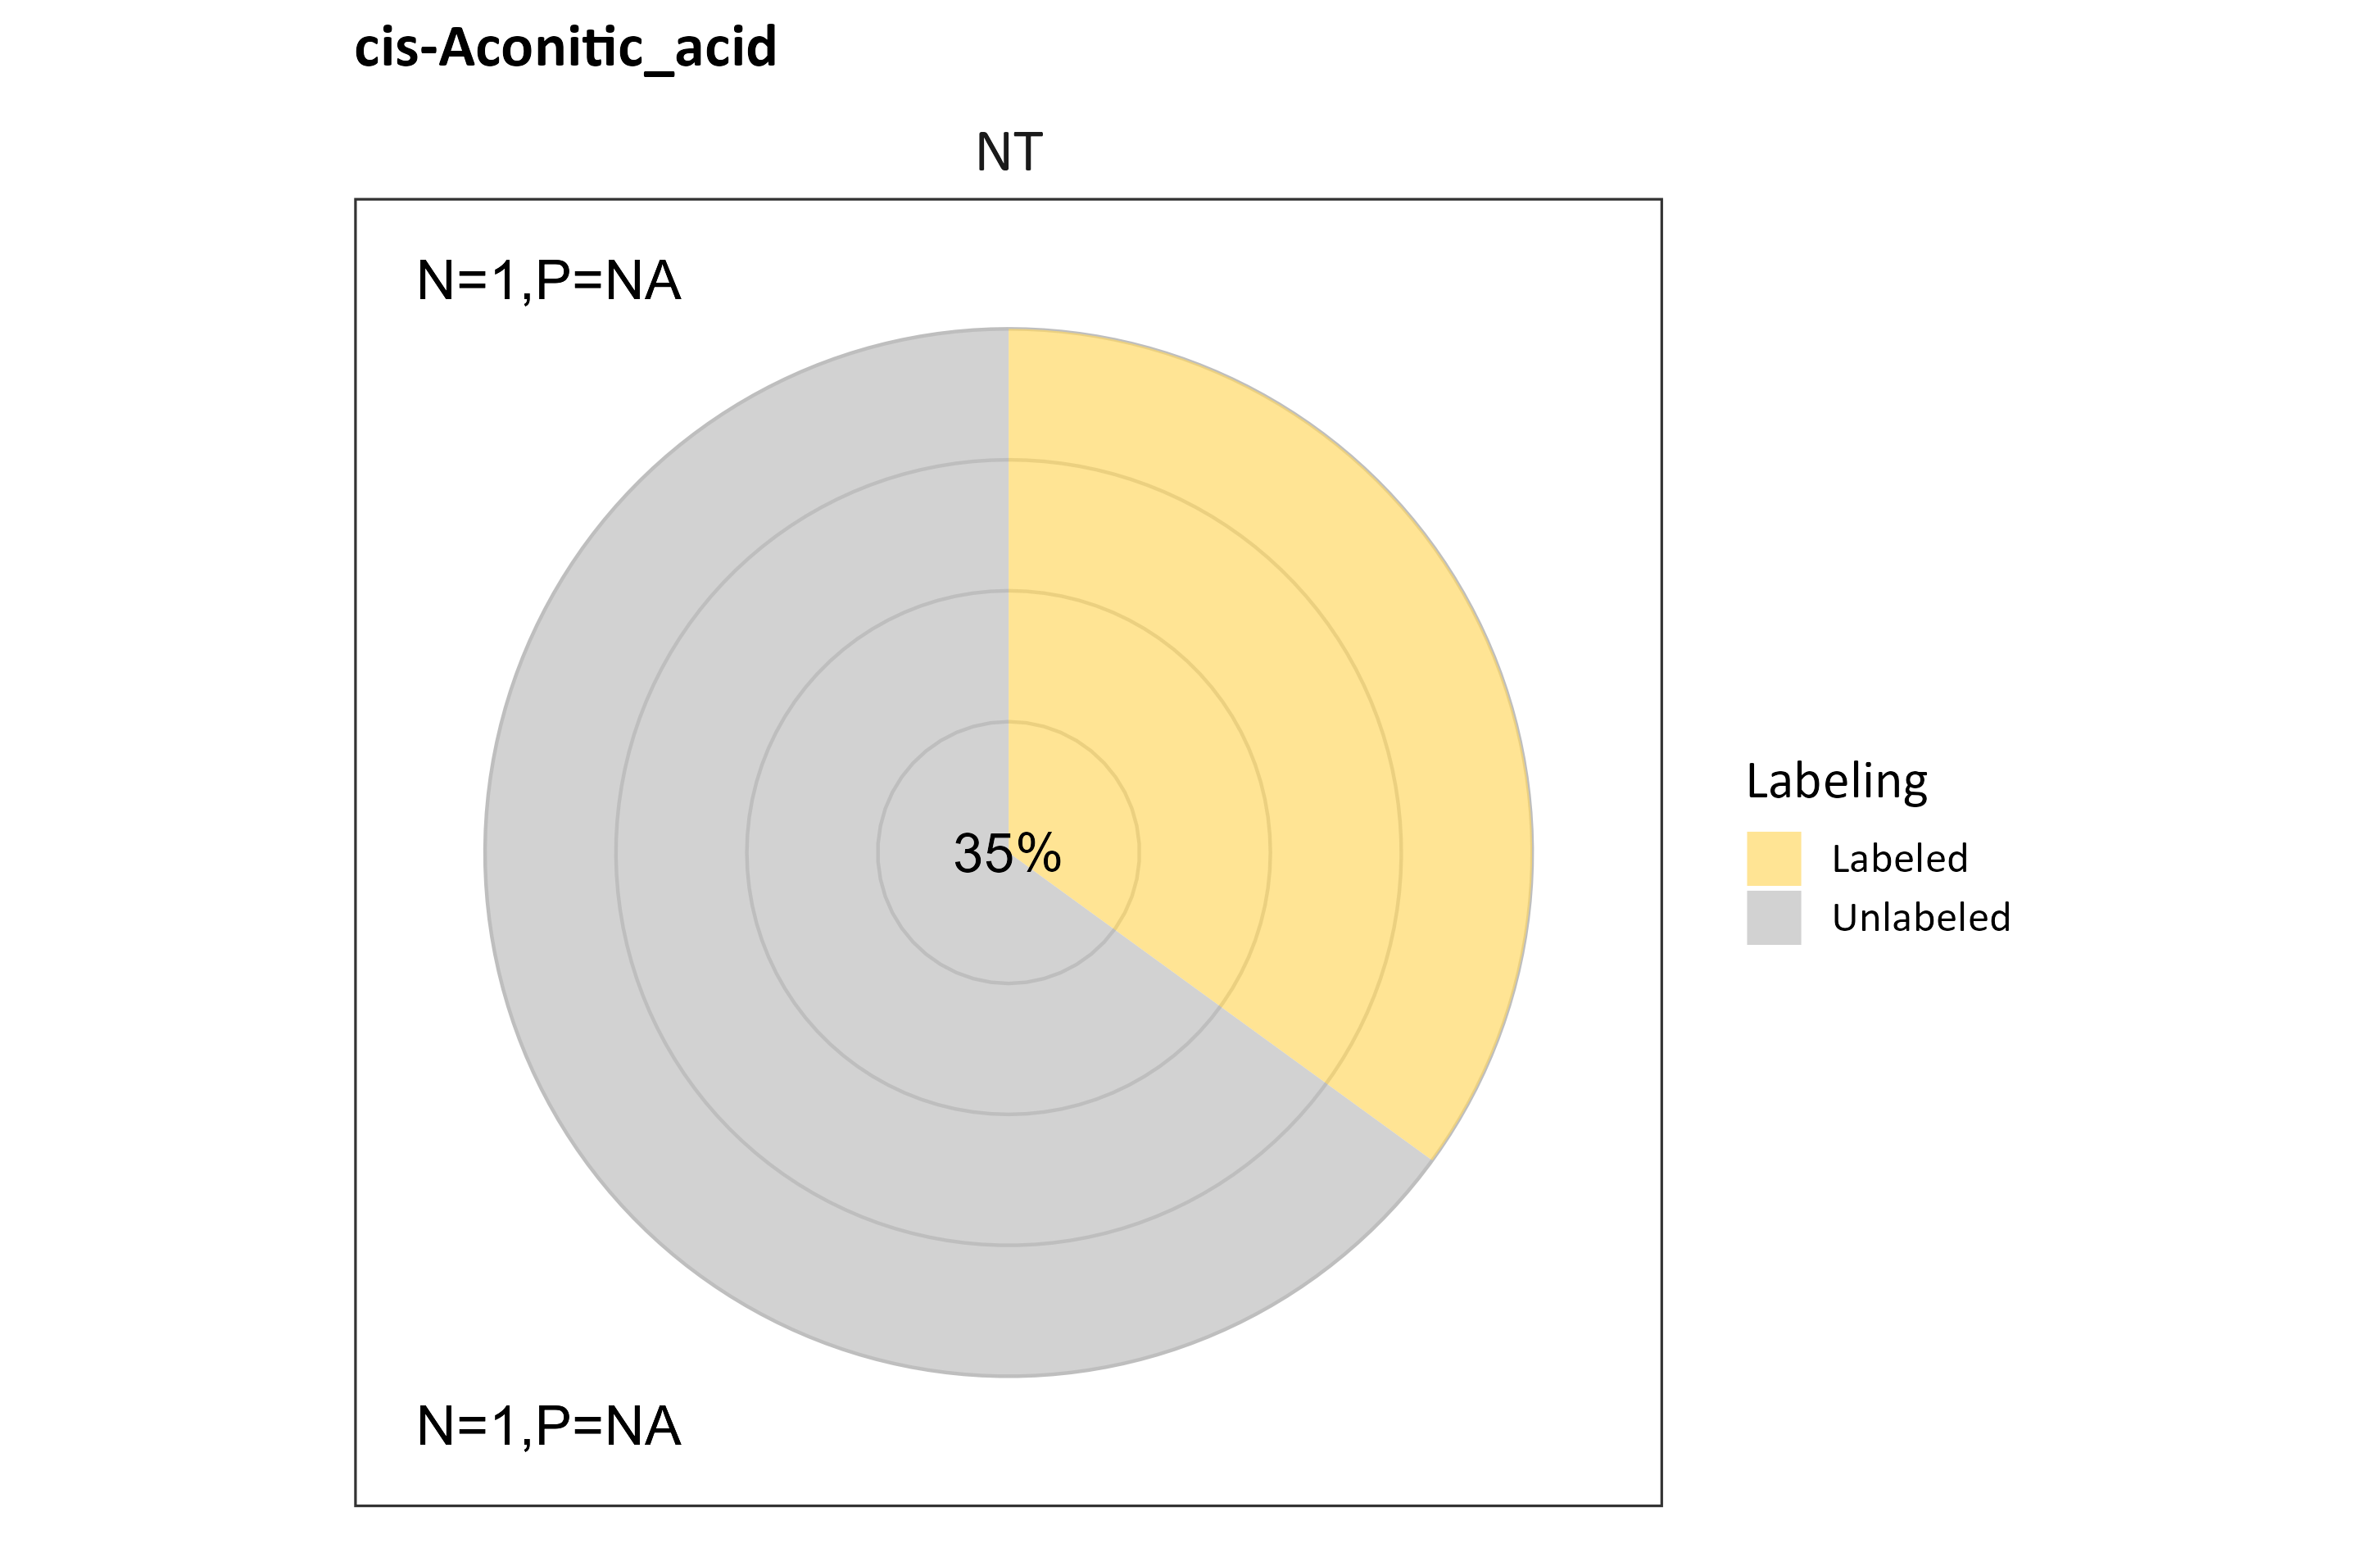 cis-Aconitic_acid
NT
N=1,P=NA
35%
Labeling
Labeled
Unlabeled
N=1,P=NA